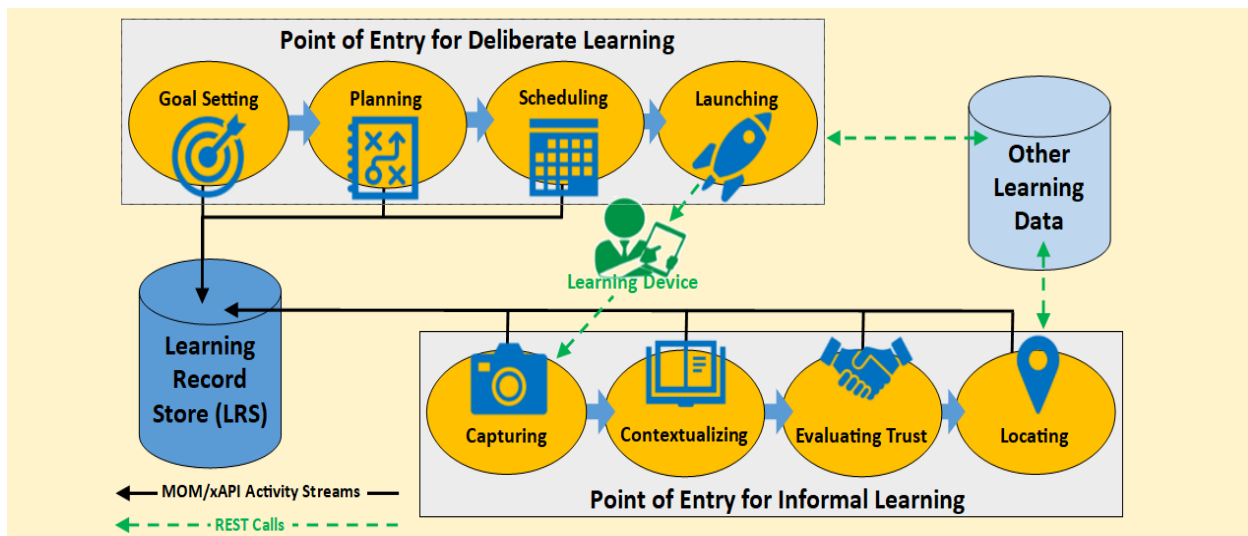 Point of Entry for Deliberate Learning
Goal Setting
Planning
Scheduling
Launching
Other
Learning
Data
Learning Device
Learning
Record
Store (LRS)
Capturing
Contextualizing
Evaluating Trust
Locating
Point of Entry for Informal Learning
MOM/xAPI Activity Streams
REST Calls